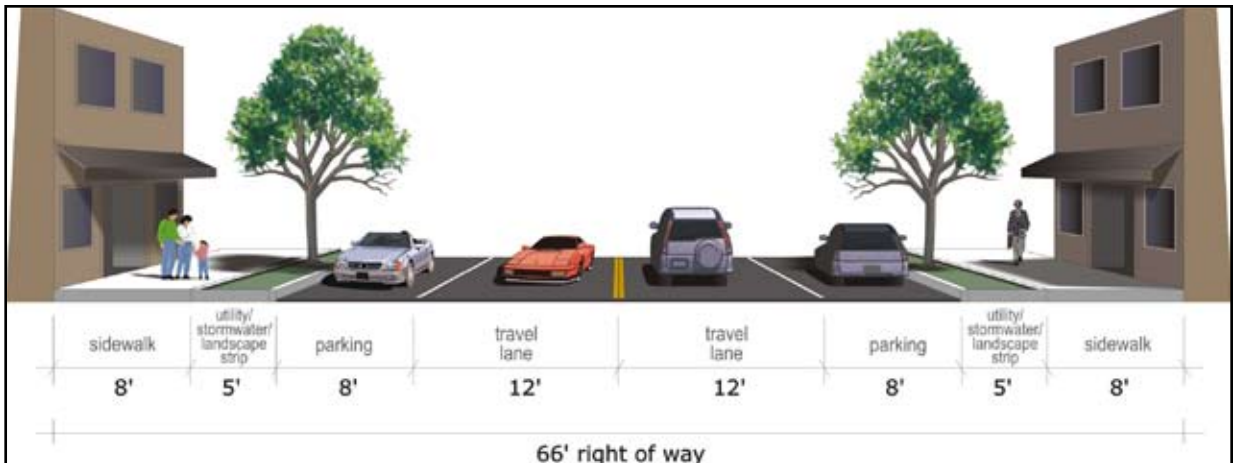 sidewalk
utility/
stormwater/
landscape
strip
parking
travel
lane
travel
lane
parking
utility/
stormwater/
landscape
strip
sidewalk
8'
5'
8'
12'
12'
8'
5'
8'
66' right of way